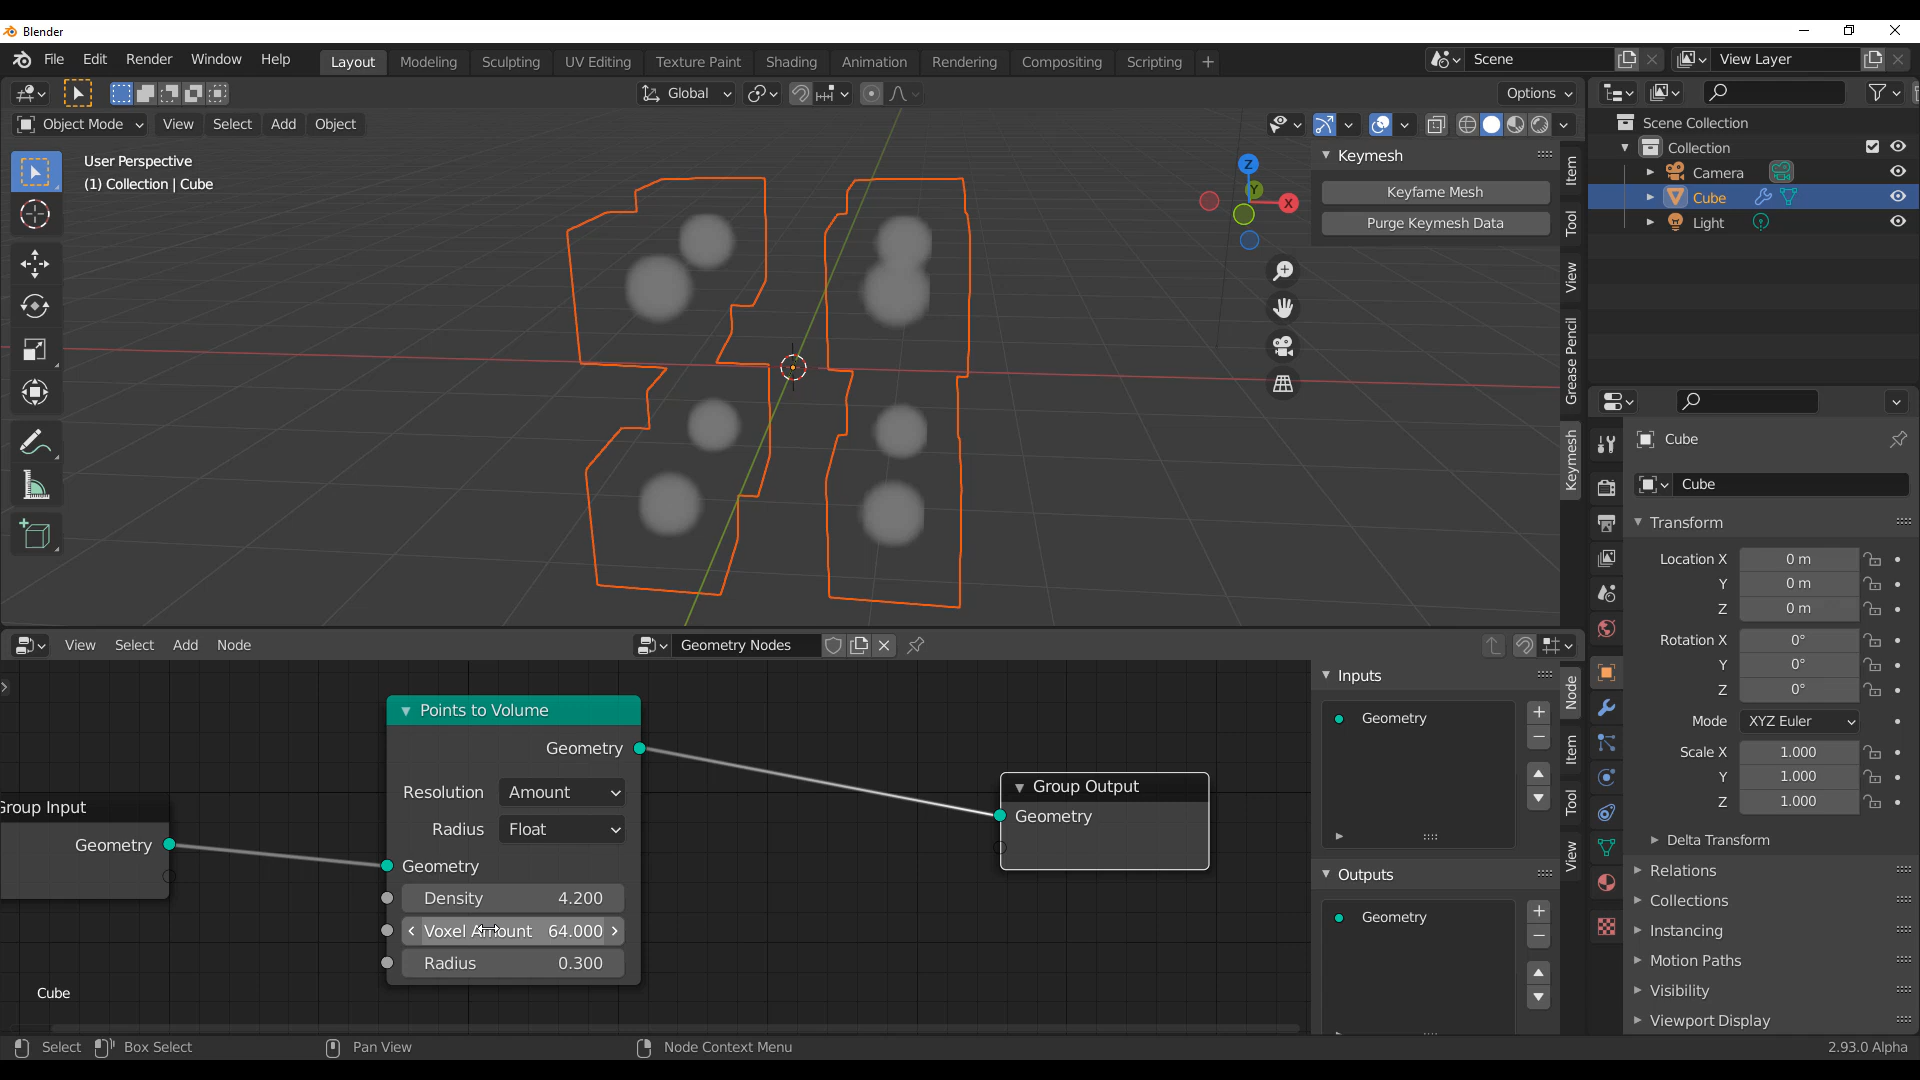 Blender
File Edit Render Window Help Layout Modeling Sculpting UV Editing Texture Paint Shading Animation Rendering Compositing Scripting + Scene View Layer
Global Options
Object Mode View Select Add Object
User Perspective
(1) Collection | Cube
Z
Y
X
Keymesh
Keyfame Mesh
Purge Keymesh Data
Item
Tool
View
Grease Pencil
Keymesh
Scene Collection
Collection
Camera
Cube
Light
View Select Add Node Geometry Nodes
Group Input
Geometry
Points to Volume
Geometry
Resolution Amount
Radius Float
Geometry
Density 4.200
Voxel Amount 64.000
Radius 0.300
Group Output
Geometry
Cube
Inputs
Geometry
Outputs
Geometry
Node
Item
Tool
View
Cube
Cube
Transform
Location X 0 m
Y 0 m
Z 0 m
Rotation X 0°
Y 0°
Z 0°
Mode XYZ Euler
Scale X 1.000
Y 1.000
Z 1.000
Delta Transform
Relations
Collections
Instancing
Motion Paths
Visibility
Viewport Display
Select Box Select Pan View Node Context Menu 2.93.0 Alpha